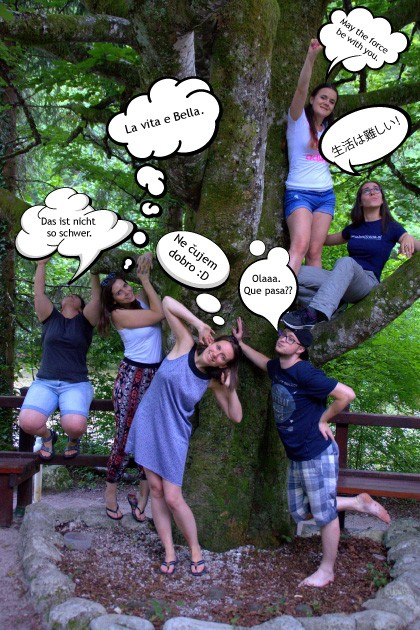 May the force
be with you.
La vita e Bella.
生活は難しい!
Das ist nicht
so schwer.
Ne čujem
dobro :D
Olaaa.
Que pasa??